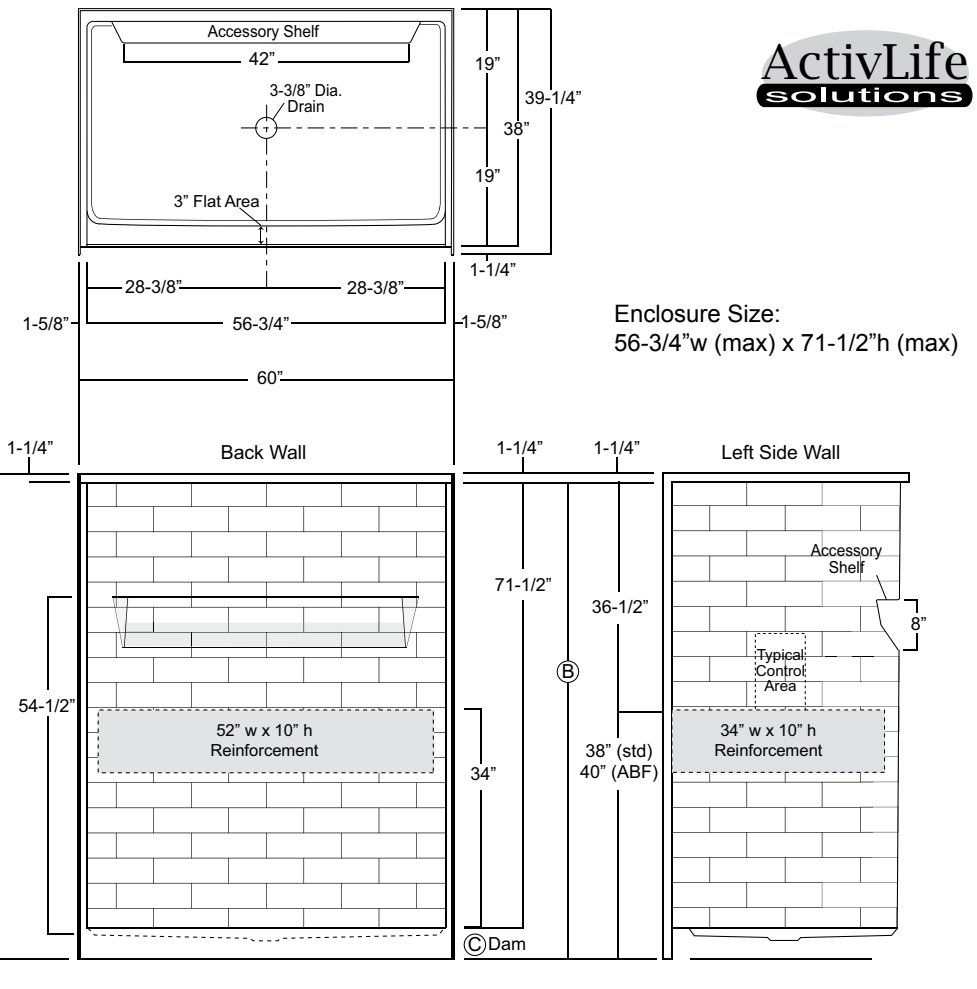 Accessory Shelf
42”
3-3/8” Dia.
Drain
3” Flat Area
19”
39-1/4”
38”
19”
1-1/4”
ActivLife
solutions
28-3/8”
28-3/8”
1-5/8”
56-3/4”
1-5/8”
60”
Enclosure Size:
56-3/4”w (max) x 71-1/2”h (max)
1-1/4”
Back Wall
1-1/4”
1-1/4”
Left Side Wall
Accessory
Shelf
71-1/2”
36-1/2”
8”
B
Typical
Control
Area
54-1/2”
52” w x 10” h
Reinforcement
34” w x 10” h
Reinforcement
34”
38” (std)
40” (ABF)
C Dam